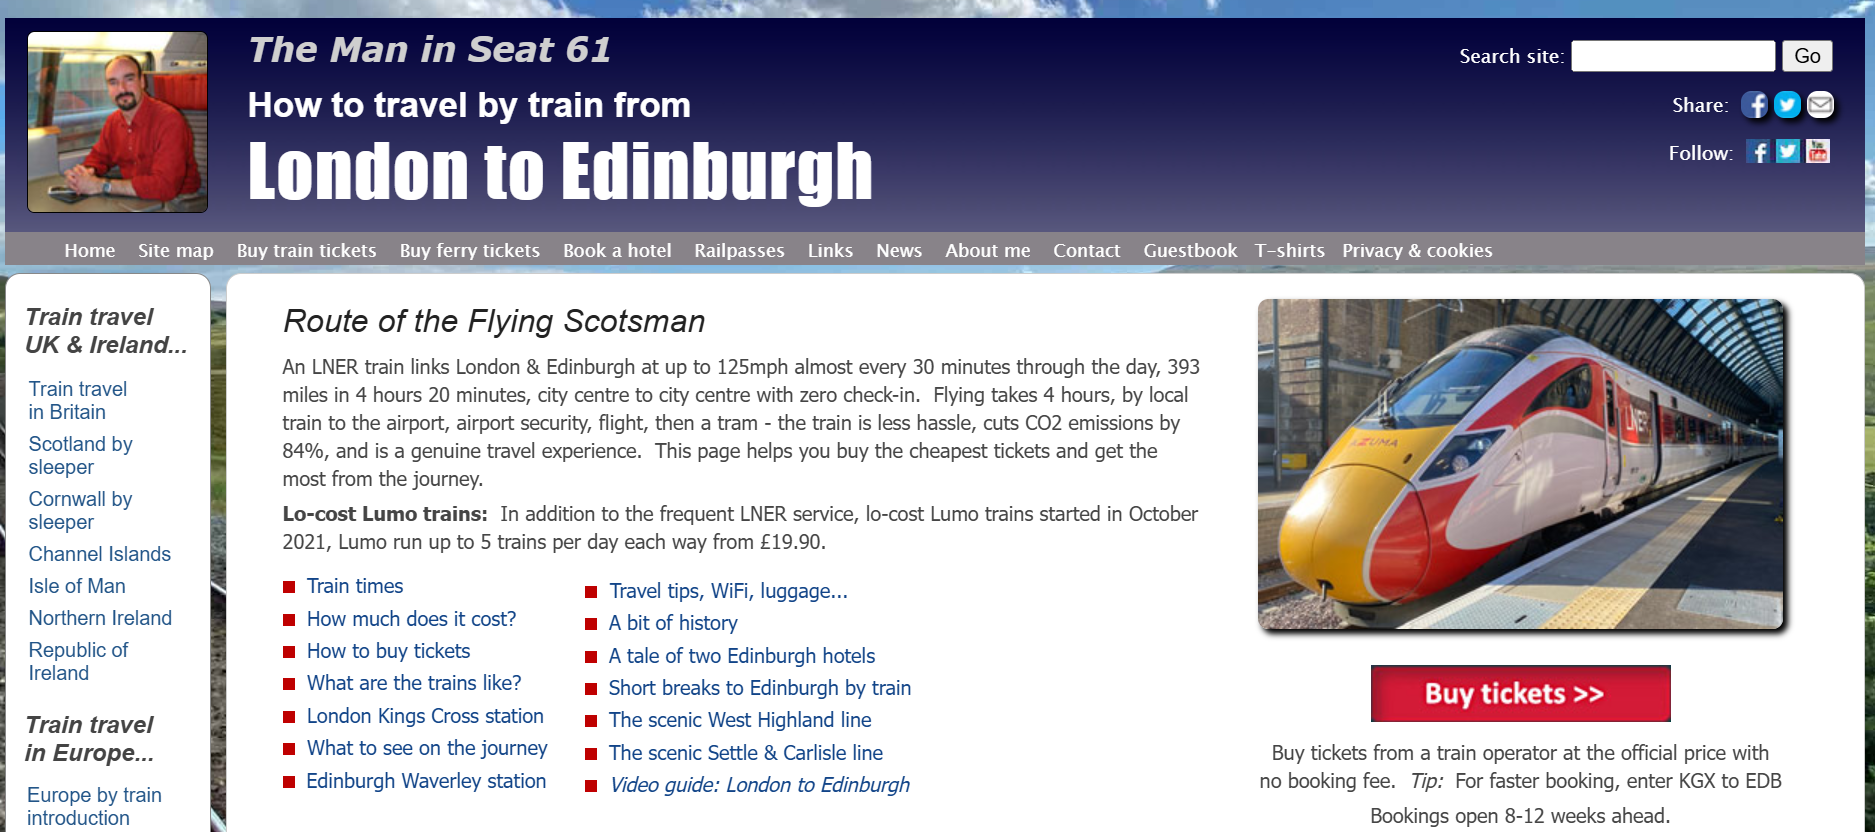 The Man in Seat 61
How to travel by train from
London to Edinburgh
Search site:
Go
Share:
Follow:
You
Tube
Home
Site map
Buy train tickets
Buy ferry tickets
Book a hotel
Railpasses
Links
News
About me
Contact
Guestbook
T-shirts
Privacy & cookies
Train travel
UK & Ireland...
Train travel
in Britain
Scotland by
sleeper
Cornwall by
sleeper
Channel Islands
Isle of Man
Northern Ireland
Republic of
Ireland
Train travel
in Europe...
Europe by train
introduction
Route of the Flying Scotsman
An LNER train links London & Edinburgh at up to 125mph almost every 30 minutes through the day, 393
miles in 4 hours 20 minutes, city centre to city centre with zero check-in.  Flying takes 4 hours, by local
train to the airport, airport security, flight, then a tram - the train is less hassle, cuts CO2 emissions by
84%, and is a genuine travel experience.  This page helps you buy the cheapest tickets and get the
most from the journey.
Lo-cost Lumo trains:  In addition to the frequent LNER service, lo-cost Lumo trains started in October
2021, Lumo run up to 5 trains per day each way from £19.90.
Train times
How much does it cost?
How to buy tickets
What are the trains like?
London Kings Cross station
What to see on the journey
Edinburgh Waverley station
Travel tips, WiFi, luggage...
A bit of history
A tale of two Edinburgh hotels
Short breaks to Edinburgh by train
The scenic West Highland line
The scenic Settle & Carlisle line
Video guide: London to Edinburgh
AZUMA
LNER
Buy tickets >>
Buy tickets from a train operator at the official price with
no booking fee.  Tip:  For faster booking, enter KGX to EDB
Bookings open 8-12 weeks ahead.